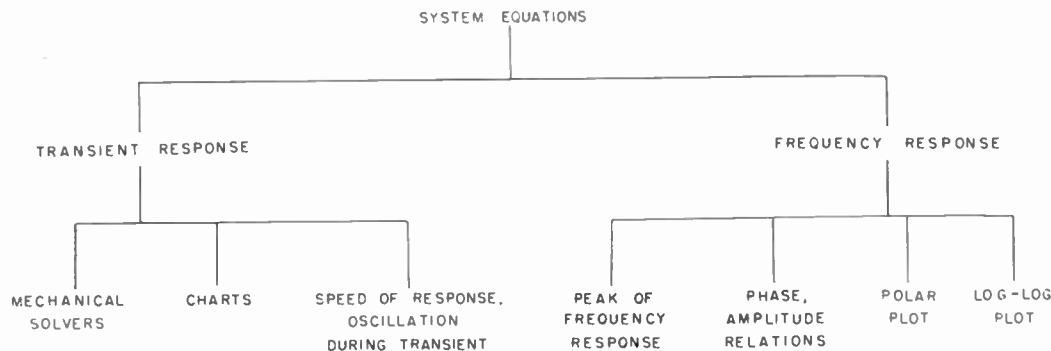 SYSTEM EQUATIONS
TRANSIENT RESPONSE
FREQUENCY RESPONSE
MECHANICAL
SOLVERS
CHARTS
SPEED OF RESPONSE,
OSCILLATION
DURING TRANSIENT
PEAK OF
FREQUENCY
RESPONSE
PHASE,
AMPLITUDE
RELATIONS
POLAR
PLOT
LOG-LOG
PLOT